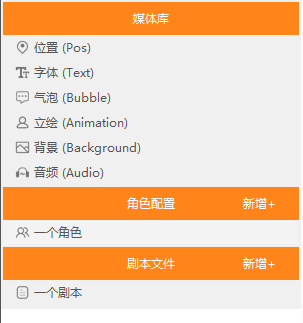 媒体库
位置 (Pos)
字体 (Text)
气泡 (Bubble)
立绘 (Animation)
背景 (Background)
音频 (Audio)
角色配置 新增+
一个角色
剧本文件 新增+
一个剧本